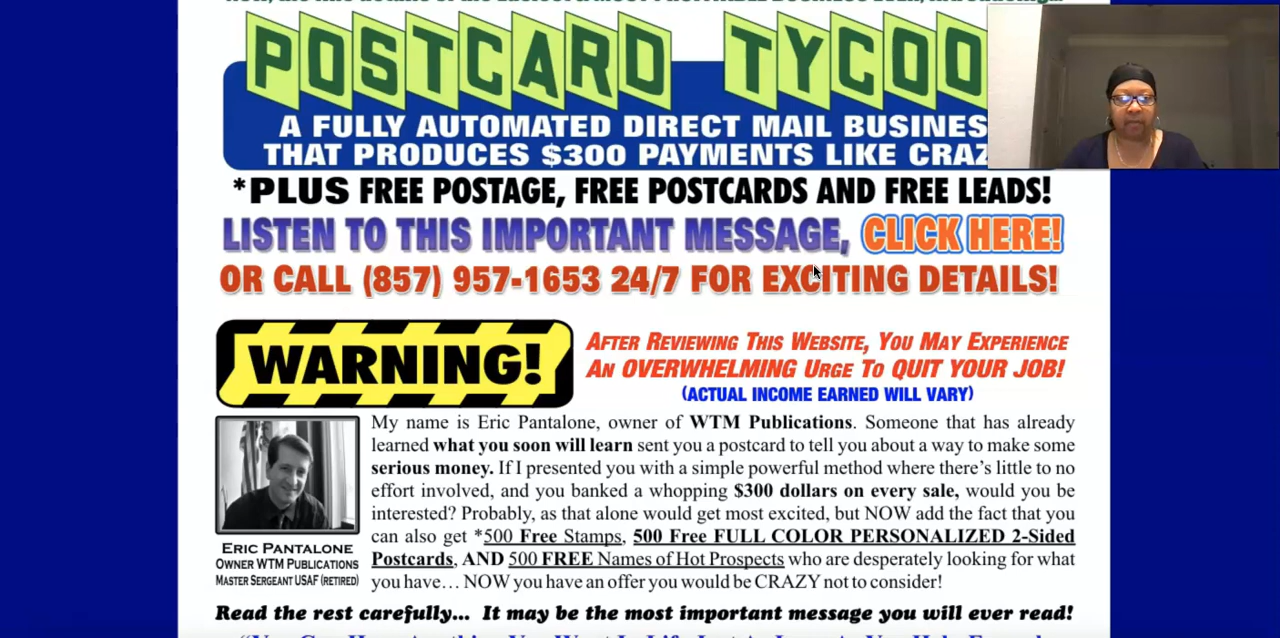 POSTCARD TYCOO
A FULLY AUTOMATED DIRECT MAIL BUSINES
THAT PRODUCES $300 PAYMENTS LIKE CRAZ
*PLUS FREE POSTAGE, FREE POSTCARDS AND FREE LEADS!
LISTEN TO THIS IMPORTANT MESSAGE, CLICK HERE!
OR CALL (857) 957-1653 24/7 FOR EXCITING DETAILS!
WARNING!
AFTER REVIEWING THIS WEBSITE, YOU MAY EXPERIENCE
AN OVERWHELMING URGE TO QUIT YOUR JOB!
(ACTUAL INCOME EARNED WILL VARY)
My name is Eric Pantalone, owner of WTM Publications. Someone that has already
learned what you soon will learn sent you a postcard to tell you about a way to make some
serious money. If I presented you with a simple powerful method where there's little to no
effort involved, and you banked a whopping $300 dollars on every sale, would you be
interested? Probably, as that alone would get most excited, but NOW add the fact that you
can also get *500 Free Stamps, 500 Free FULL COLOR PERSONALIZED 2-Sided
Postcards, AND 500 FREE Names of Hot Prospects who are desperately looking for what
you have… NOW you have an offer you would be CRAZY not to consider!
ERIC PANTALONE
OWNER WTM PUBLICATIONS
MASTER SERGEANT USAF (RETIRED)
Read the rest carefully... It may be the most important message you will ever read!